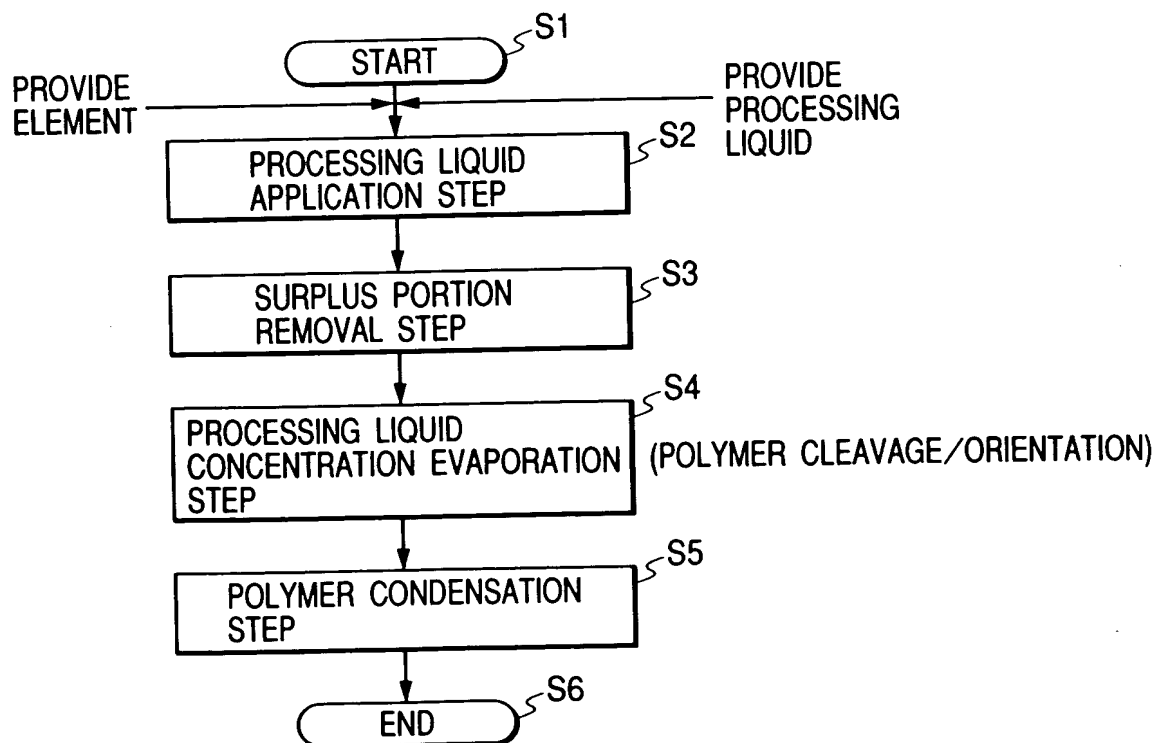 S1
START
PROVIDE
ELEMENT
PROVIDE
PROCESSING
LIQUID
S2
PROCESSING LIQUID
APPLICATION STEP
S3
SURPLUS PORTION
REMOVAL STEP
S4
PROCESSING LIQUID
CONCENTRATION EVAPORATION
STEP
(POLYMER CLEAVAGE/ORIENTATION)
S5
POLYMER CONDENSATION
STEP
S6
END